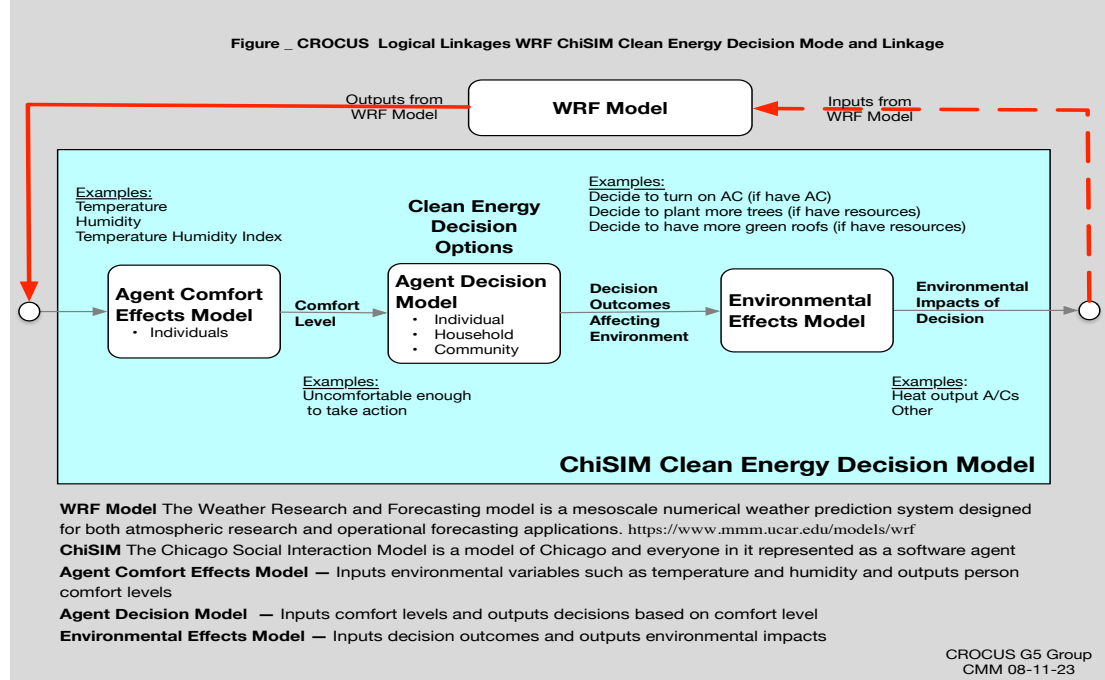 Figure _ CROCUS  Logical Linkages WRF ChiSIM Clean Energy Decision Mode and Linkage
Outputs from
WRF Model
WRF Model
Inputs from
WRF Model
Examples:
Temperature
Humidity
Temperature Humidity Index
Clean Energy
Decision
Options
Examples:
Decide to turn on AC (if have AC)
Decide to plant more trees (if have resources)
Decide to have more green roofs (if have resources)
Agent Comfort
Effects Model
• Individuals
Comfort
Level
Agent Decision
Model
• Individual
• Household
• Community
Decision
Outcomes
Affecting
Environment
Environmental
Effects Model
Environmental
Impacts of
Decision
Examples:
Uncomfortable enough
to take action
Examples:
Heat output A/Cs
Other
ChiSIM Clean Energy Decision Model
WRF Model The Weather Research and Forecasting model is a mesoscale numerical weather prediction system designed
for both atmospheric research and operational forecasting applications. https://www.mmm.ucar.edu/models/wrf
ChiSIM The Chicago Social Interaction Model is a model of Chicago and everyone in it represented as a software agent
Agent Comfort Effects Model — Inputs environmental variables such as temperature and humidity and outputs person
comfort levels
Agent Decision Model — Inputs comfort levels and outputs decisions based on comfort level
Environmental Effects Model — Inputs decision outcomes and outputs environmental impacts
CROCUS G5 Group
CMM 08-11-23